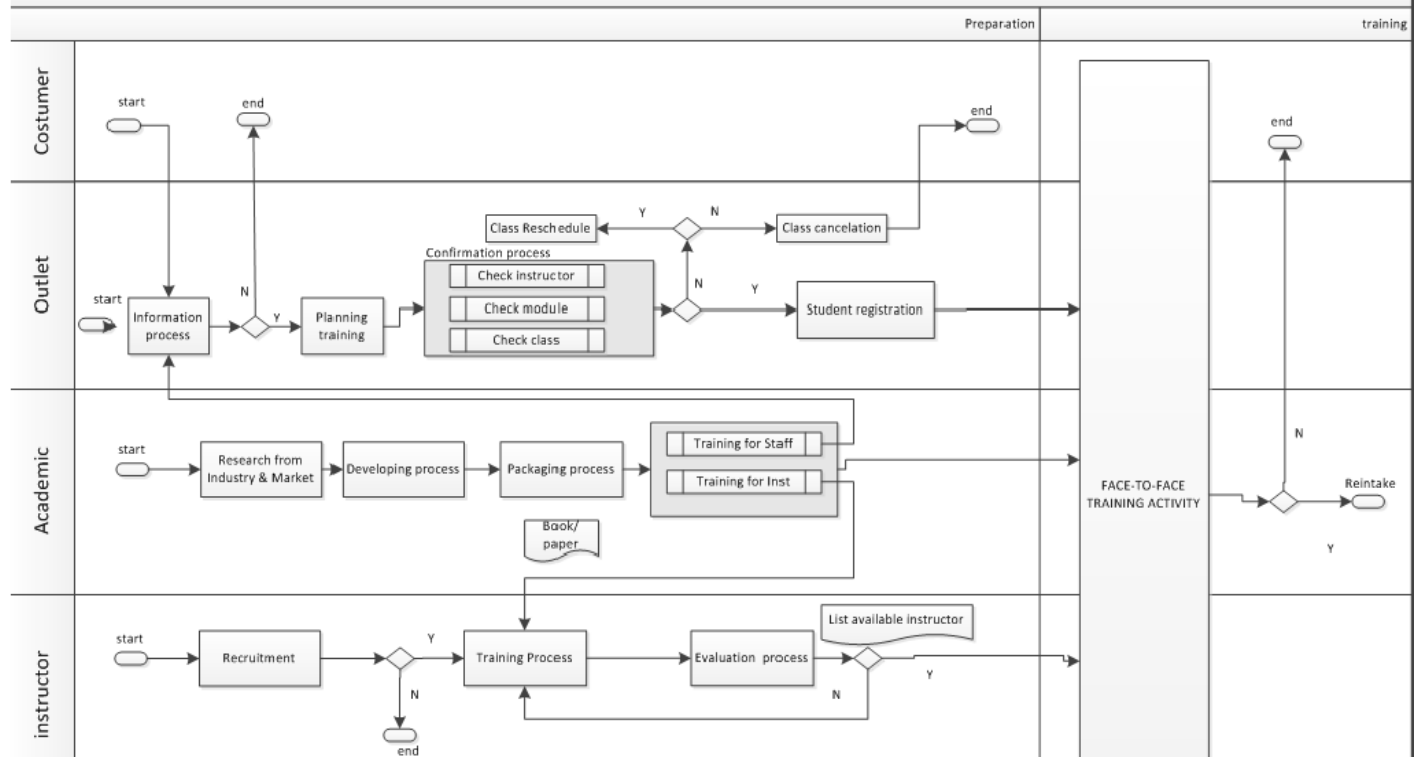 Preparation
training
Costumer
start
end
end
end
Outlet
start
Information
process
N
Y
Planning
training
Class Reschedule
Y
N
Class cancelation
Confirmation process
Check instructor
Check module
Check class
N
Y
Student registration
Academic
start
Research from
Industry & Market
Developing process
Packaging process
Training for Staff
Training for Inst
Book/
paper
FACE-TO-FACE
TRAINING ACTIVITY
N
Reintake
Y
instructor
start
Recruitment
Y
N
end
Training Process
Evaluation process
List available instructor
N
Y